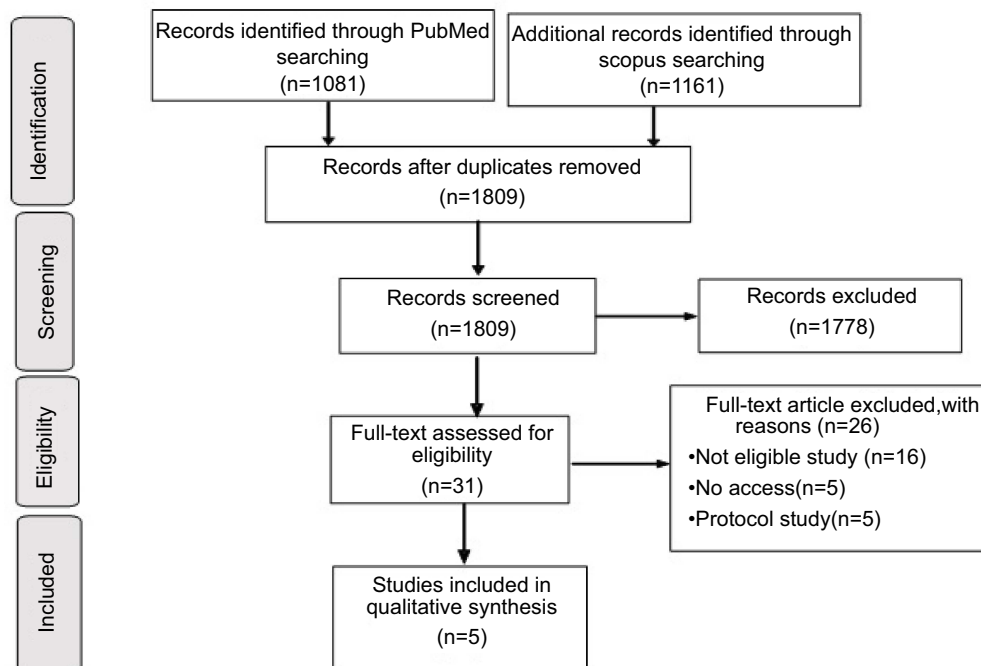 Identification
Records identified through PubMed
searching
(n=1081)
Additional records identified through
scopus searching
(n=1161)
Records after duplicates removed
(n=1809)
Screening
Records screened
(n=1809)
Records excluded
(n=1778)
Eligibility
Full-text assessed for
eligibility
(n=31)
Full-text article excluded,with
reasons (n=26)
•Not eligible study (n=16)
•No access(n=5)
•Protocol study(n=5)
Included
Studies included in
qualitative synthesis
(n=5)